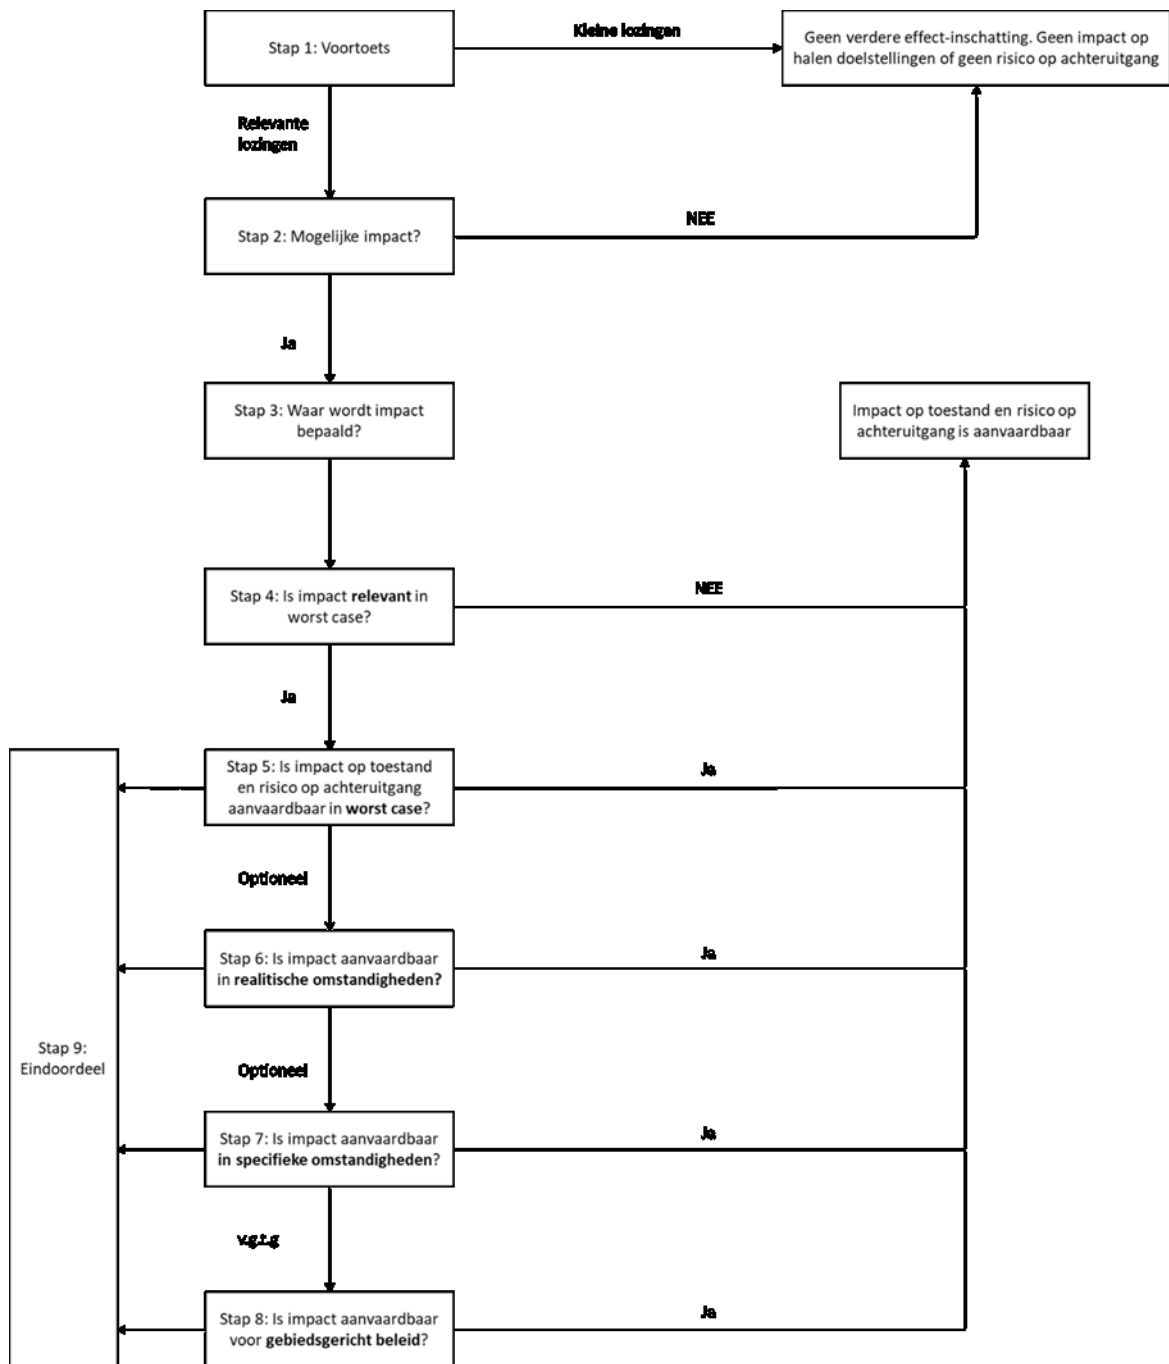 Stap 1: Voortoets
Kleine lozingen
Geen verdere effect-inschatting. Geen impact op
halen doelstellingen of geen risico op achteruitgang
Relevante
lozingen
Stap 2: Mogelijke impact?
NEE
Ja
Stap 3: Waar wordt impact
bepaald?
Impact op toestand en risico op
achteruitgang is aanvaardbaar
Stap 4: Is impact relevant in
worst case?
NEE
Ja
Stap 5: Is impact op toestand
en risico op achteruitgang
aanvaardbaar in worst case?
Ja
Optioneel
Stap 6: Is impact aanvaardbaar
in realitische omstandigheden?
Ja
Stap 9:
Eindoordeel
Optioneel
Stap 7: Is impact aanvaardbaar
in specifieke omstandigheden?
Ja
v.g.t.g
Stap 8: Is impact aanvaardbaar
voor gebiedsgericht beleid?
Ja